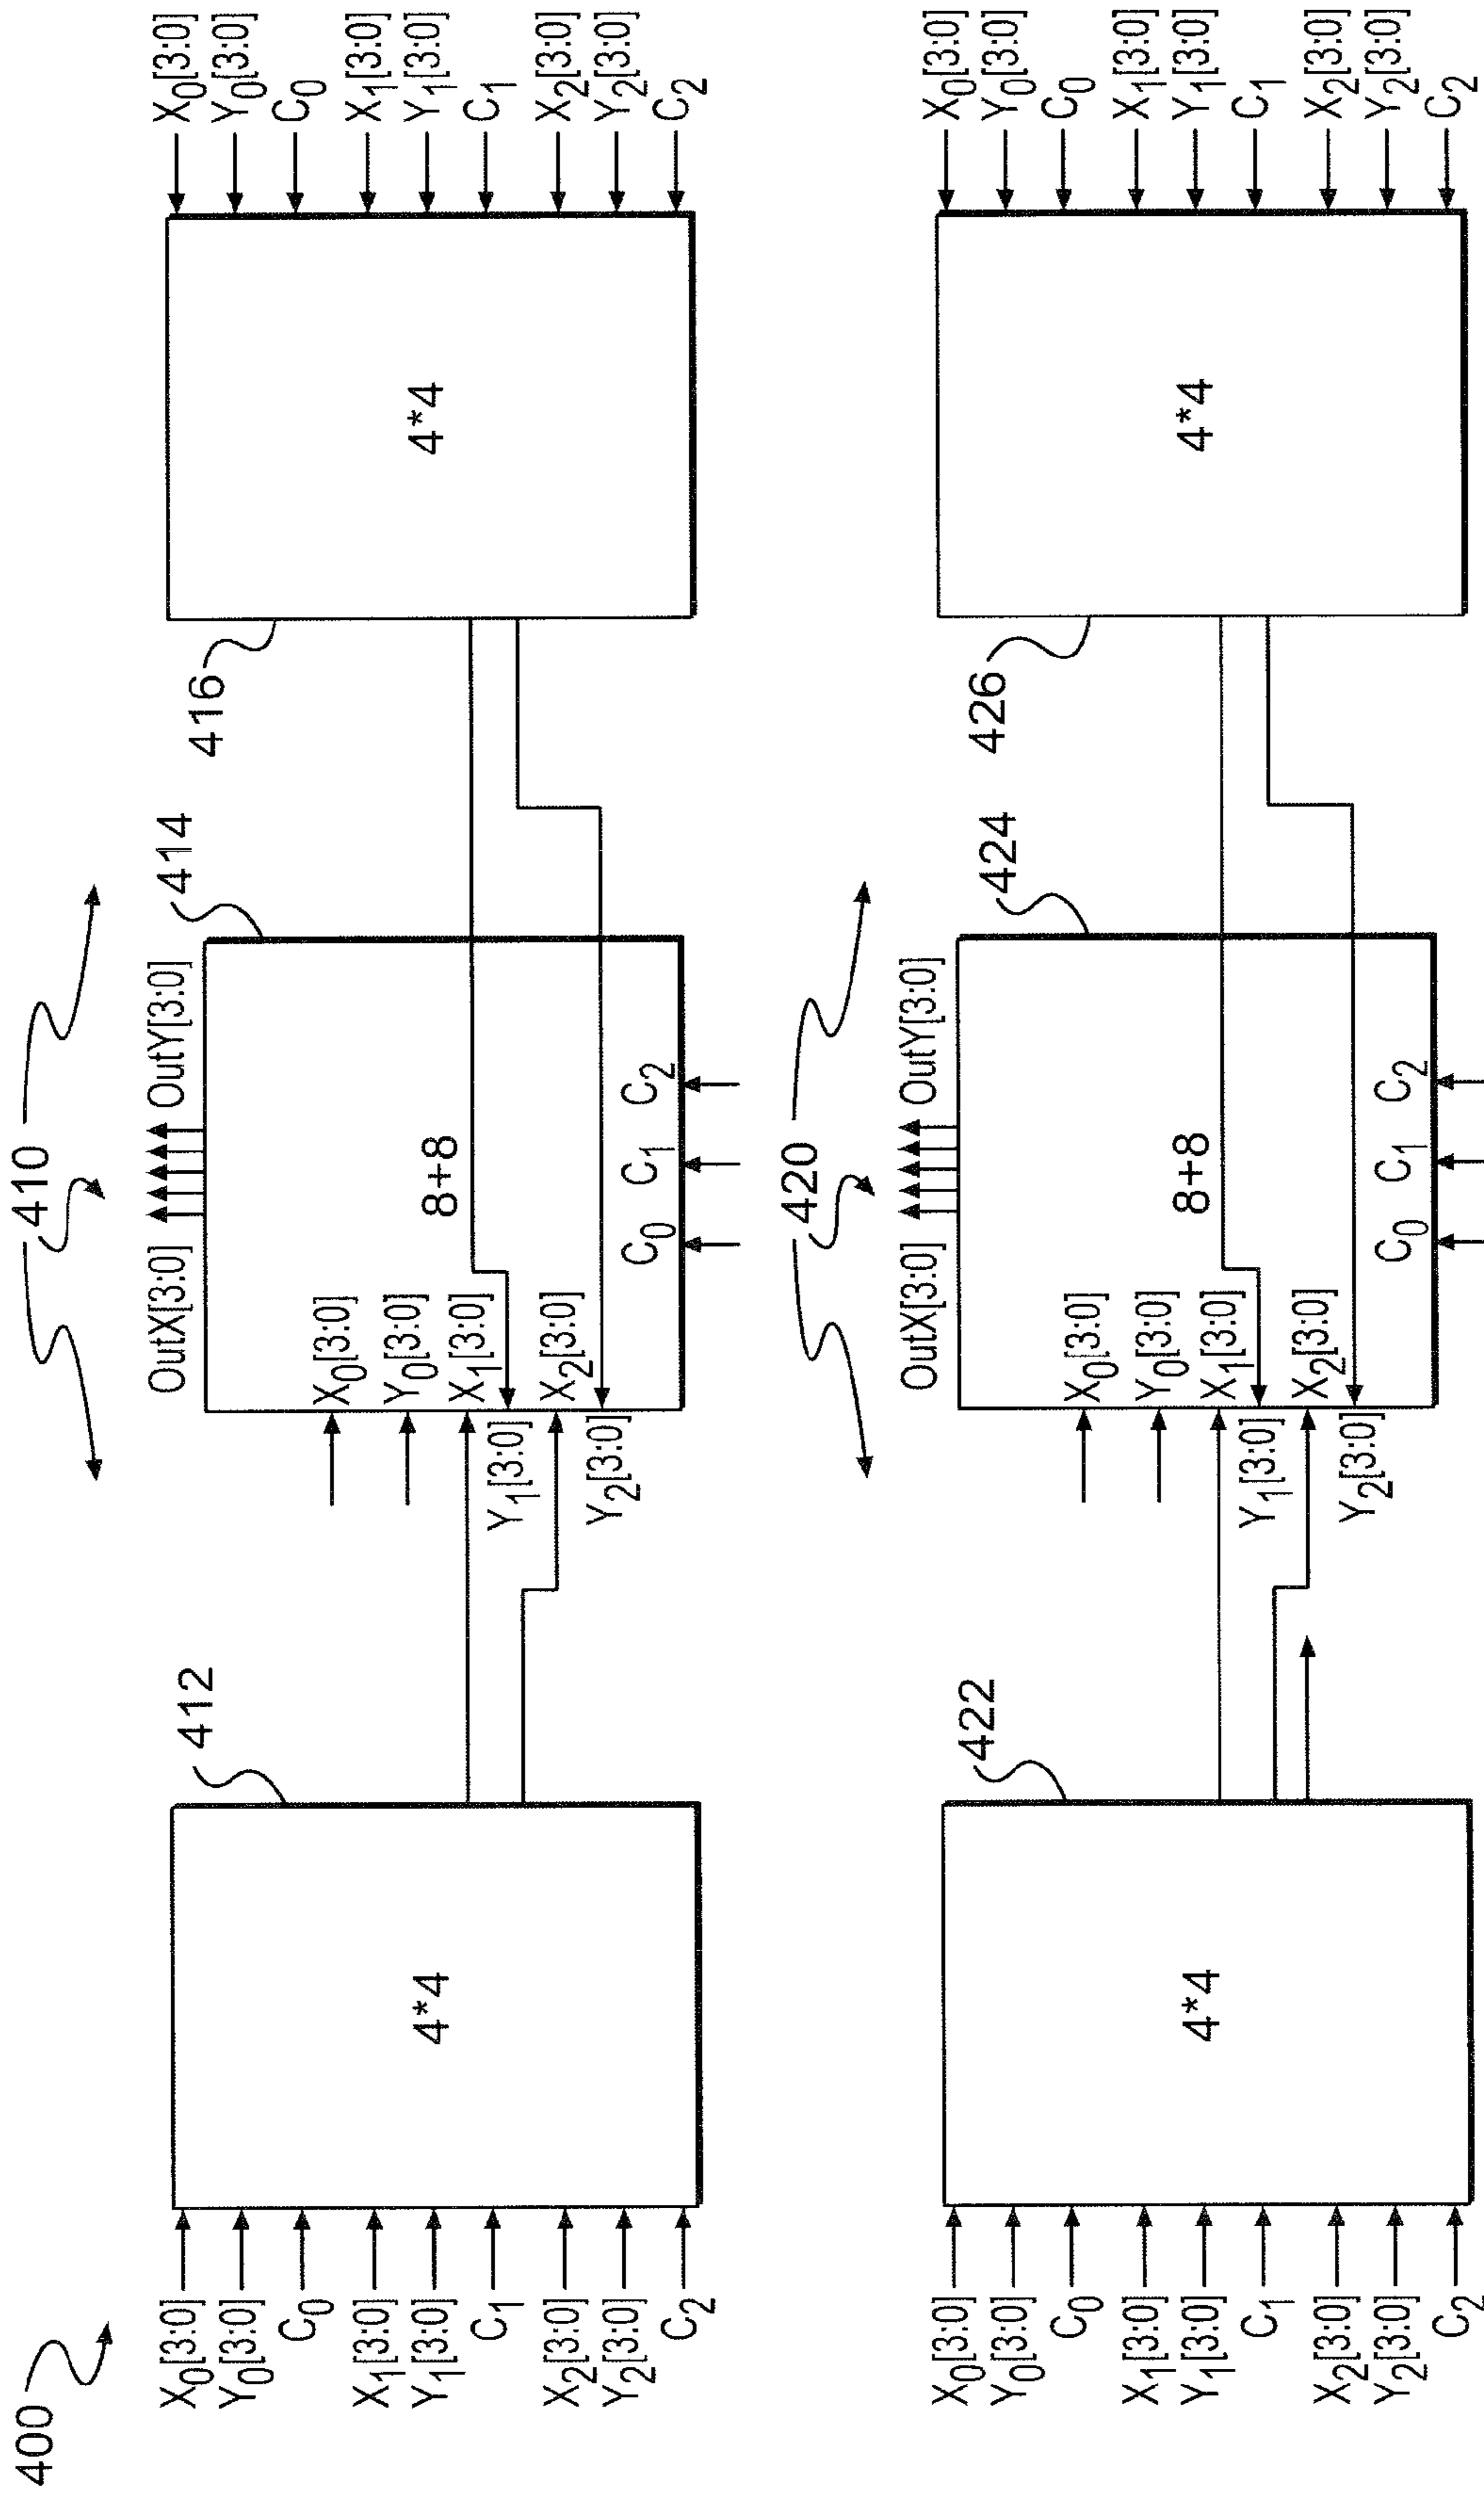 400
410
412
414
416
X0[3:0]
Y0[3:0]
C0
X1[3:0]
Y1[3:0]
C1
X2[3:0]
Y2[3:0]
C2
4*4
OutX[3:0]
OutY[3:0]
X0[3:0]
Y0[3:0]
X1[3:0]
Y1[3:0]
X2[3:0]
Y2[3:0]
8+8
C0 C1 C2
4*4
X0[3:0]
Y0[3:0]
C0
X1[3:0]
Y1[3:0]
C1
X2[3:0]
Y2[3:0]
C2
420
422
424
426
X0[3:0]
Y0[3:0]
C0
X1[3:0]
Y1[3:0]
C1
X2[3:0]
Y2[3:0]
C2
4*4
OutX[3:0]
OutY[3:0]
X0[3:0]
Y0[3:0]
X1[3:0]
Y1[3:0]
X2[3:0]
Y2[3:0]
8+8
C0 C1 C2
4*4
X0[3:0]
Y0[3:0]
C0
X1[3:0]
Y1[3:0]
C1
X2[3:0]
Y2[3:0]
C2